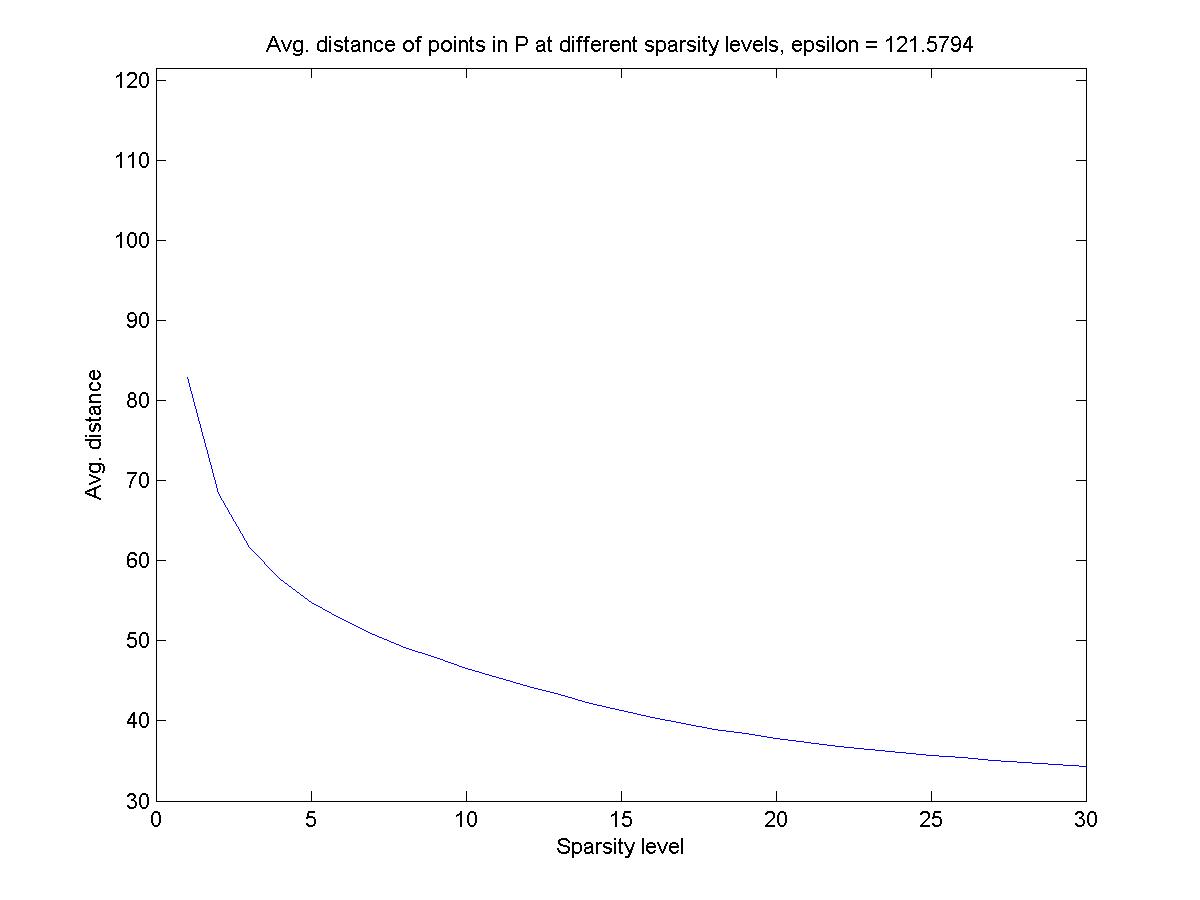 Avg. distance of points in P at different sparsity levels, epsilon = 121.5794
120
110
100
90
80
70
60
50
40
30
Avg. distance
0 5 10 15 20 25 30
Sparsity level